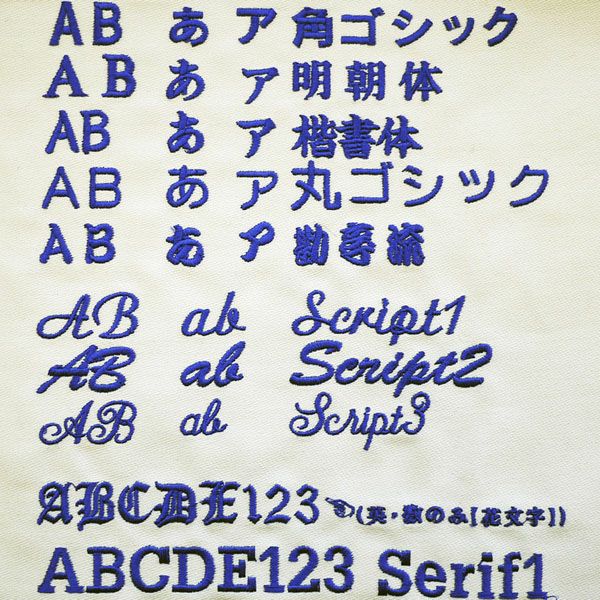 AB あ ア 角ゴシック
AB あ ア 明朝体
AB あ ア 楷書体
AB あ ア 丸ゴシック
AB あ ア 勘亭流
AB ab Script1
AB ab Script2
AB ab Script3
ABCDE123 ☜(英・数のみ[花文字])
ABCDE123 Serif1